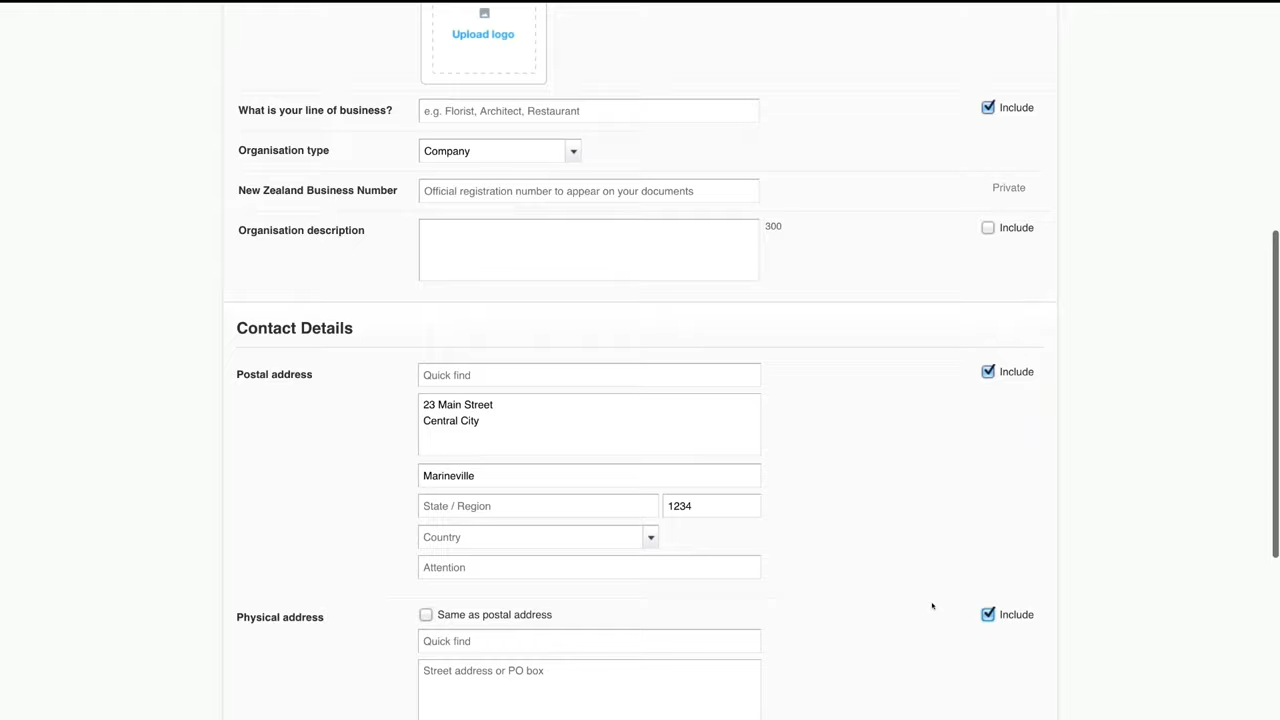 Upload logo
What is your line of business?
e.g. Florist, Architect, Restaurant
Include
Organisation type
Company
New Zealand Business Number
Official registration number to appear on your documents
Private
Organisation description
300
Include
Contact Details
Postal address
Quick find
Include
23 Main Street
Central City
Marineville
State / Region
1234
Country
Attention
Physical address
Same as postal address
Include
Quick find
Street address or PO box